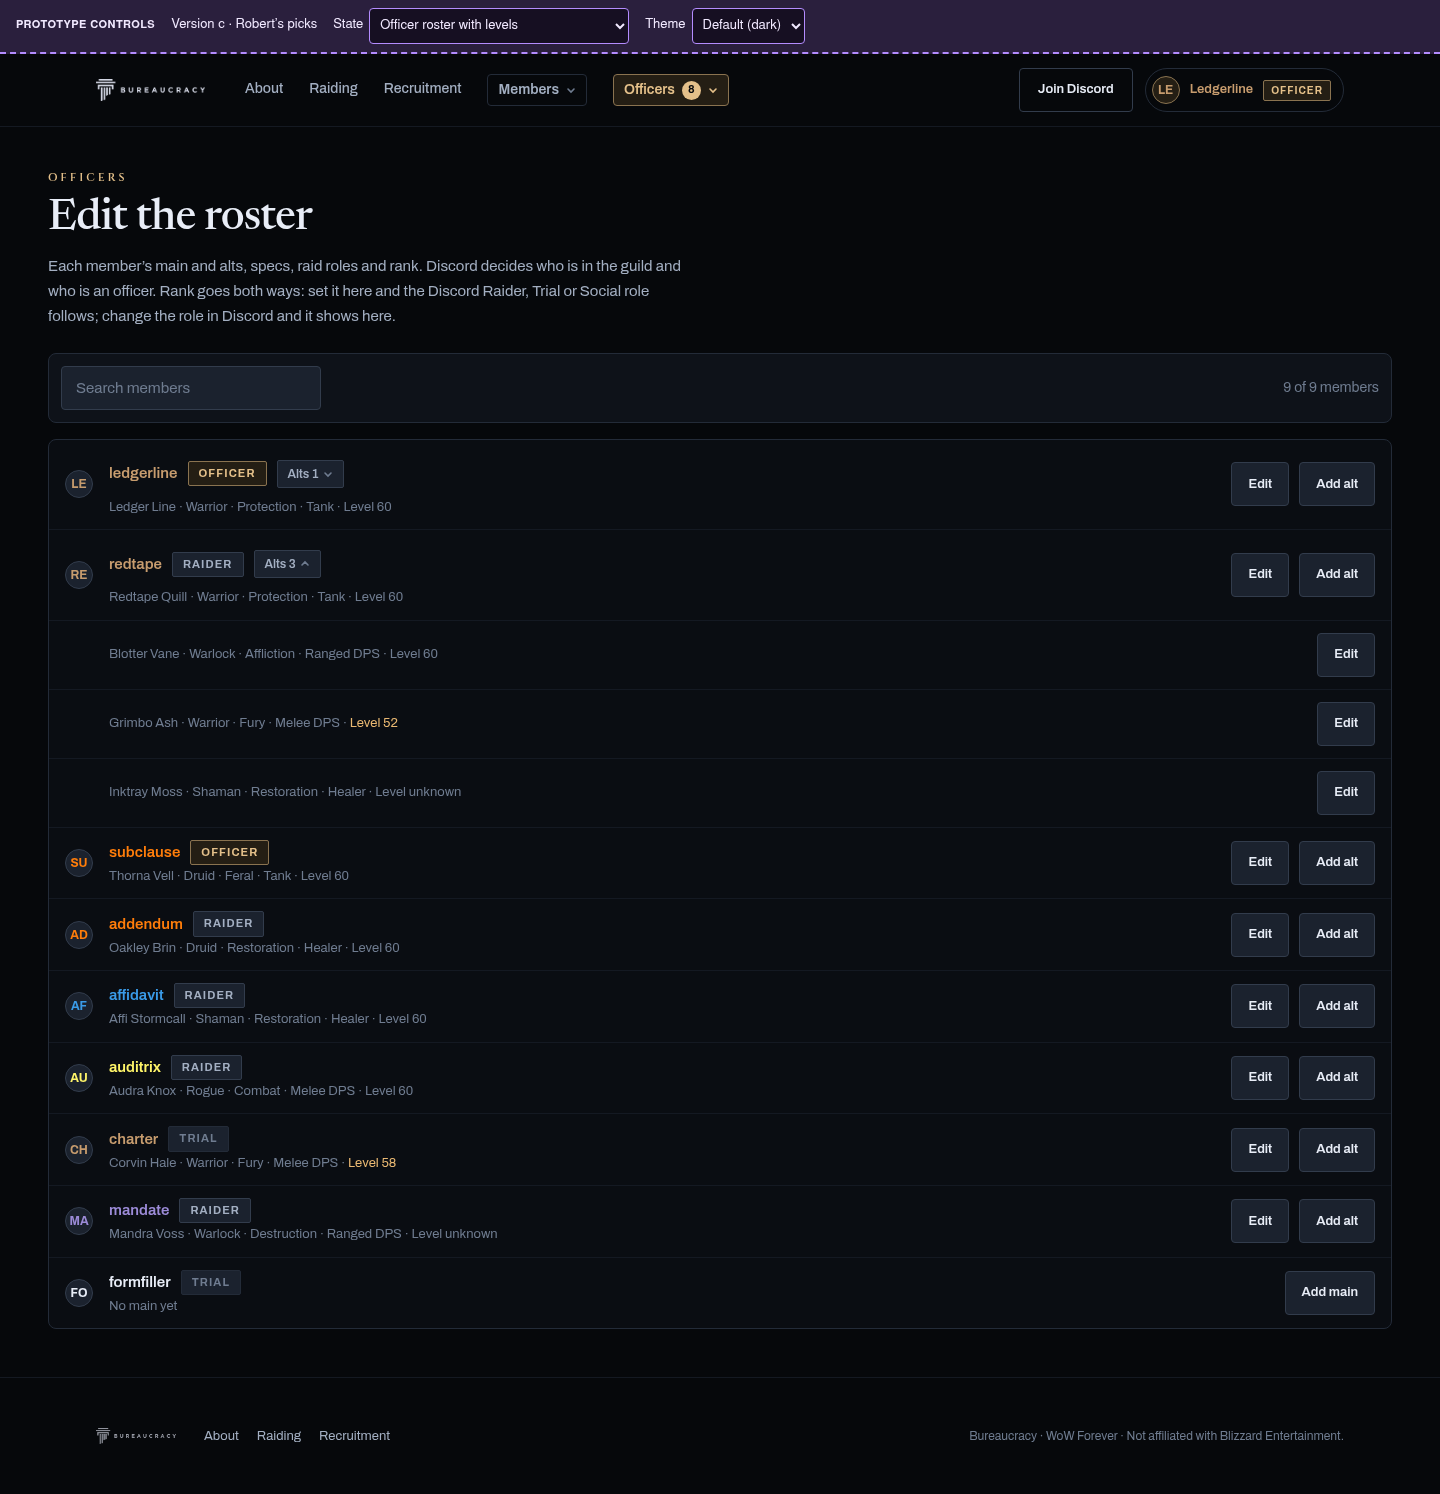 PROTOTYPE CONTROLS Version c · Robert's picks State Officer roster with levels Theme Default (dark)
BUREAUCRACY About Raiding Recruitment Members Officers 8 Join Discord LE Ledgerline OFFICER
OFFICERS
Edit the roster
Each member's main and alts, specs, raid roles and rank. Discord decides who is in the guild and
who is an officer. Rank goes both ways: set it here and the Discord Raider, Trial or Social role
follows; change the role in Discord and it shows here.
Search members 9 of 9 members
LE ledgerline OFFICER Alts 1 Edit Add alt
Ledger Line · Warrior · Protection · Tank · Level 60
RE redtape RAIDER Alts 3 Edit Add alt
Redtape Quill · Warrior · Protection · Tank · Level 60
Blotter Vane · Warlock · Affliction · Ranged DPS · Level 60 Edit
Grimbo Ash · Warrior · Fury · Melee DPS · Level 52 Edit
Inktray Moss · Shaman · Restoration · Healer · Level unknown Edit
SU subclause OFFICER Edit Add alt
Thorna Vell · Druid · Feral · Tank · Level 60
AD addendum RAIDER Edit Add alt
Oakley Brin · Druid · Restoration · Healer · Level 60
AF affidavit RAIDER Edit Add alt
Affi Stormcall · Shaman · Restoration · Healer · Level 60
AU auditrix RAIDER Edit Add alt
Audra Knox · Rogue · Combat · Melee DPS · Level 60
CH charter TRIAL Edit Add alt
Corvin Hale · Warrior · Fury · Melee DPS · Level 58
MA mandate RAIDER Edit Add alt
Mandra Voss · Warlock · Destruction · Ranged DPS · Level unknown
FO formfiller TRIAL Add main
No main yet
BUREAUCRACY About Raiding Recruitment Bureaucracy · WoW Forever · Not affiliated with Blizzard Entertainment.